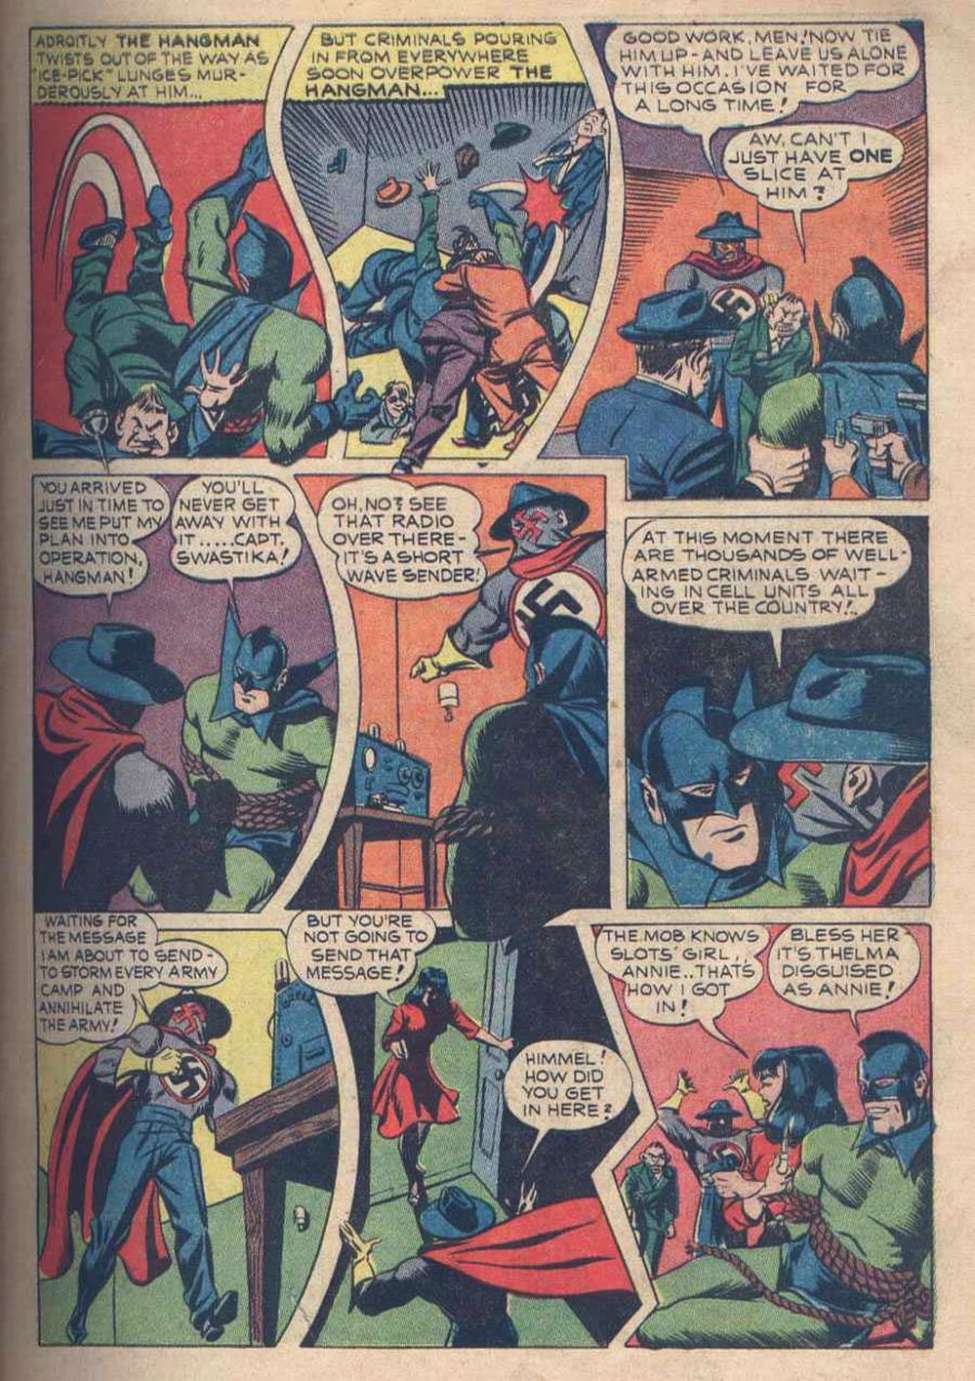 ADROITLY THE HANGMAN
TWISTS OUT OF THE WAY AS
"ICE-PICK" LUNGES MUR-
DEROUSLY AT HIM...
BUT CRIMINALS POURING
IN FROM EVERYWHERE
SOON OVERPOWER THE
HANGMAN...
GOOD WORK, MEN! NOW TIE
HIM UP-AND LEAVE US ALONE
WITH HIM. I'VE WAITED FOR
THIS OCCASION FOR
A LONG TIME!
AW, CAN'T I
JUST HAVE ONE
SLICE AT
HIM?
YOU ARRIVED
JUST IN TIME TO
SEE ME PUT MY
PLAN INTO
OPERATION,
HANGMAN!
YOU'LL
NEVER GET
AWAY WITH
IT.....CAPT.
SWASTIKA!
OH, NO? SEE
THAT RADIO
OVER THERE-
IT'S A SHORT
WAVE SENDER!
AT THIS MOMENT THERE
ARE THOUSANDS OF WELL-
ARMED CRIMINALS WAIT-
ING IN CELL UNITS ALL
OVER THE COUNTRY!..
WAITING FOR
THE MESSAGE
I AM ABOUT TO SEND-
TO STORM EVERY ARMY
CAMP AND
ANNIHILATE
THE ARMY!
BUT YOU'RE
NOT GOING TO
SEND THAT
MESSAGE!
HIMMEL!
HOW DID
YOU GET
IN HERE?
THE MOB KNOWS
SLOTS' GIRL,,
ANNIE..THATS
HOW I GOT
IN!
BLESS HER
IT'S THELMA
DISGUISED
AS ANNIE!